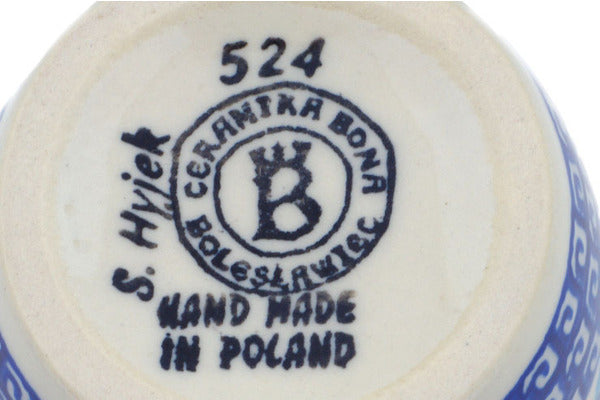 524
CERAMIKA BONA
B
BOLESŁAWIEC
S. Hyjek
HAND MADE
IN POLAND